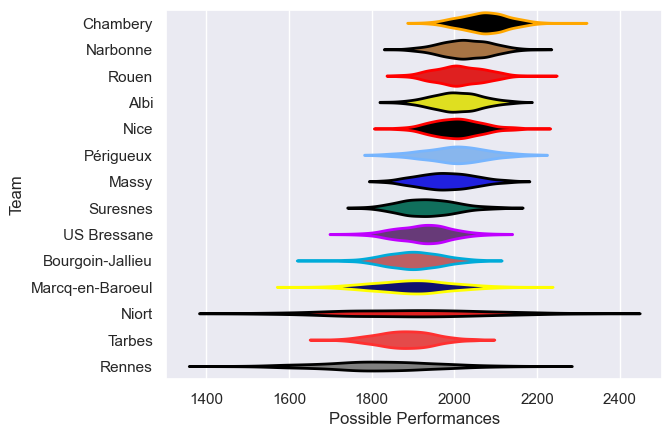 Chambery
Narbonne
Rouen
Albi
Nice
Périgueux
Massy
Suresnes
US Bressane
Bourgoin-Jallieu
Marcq-en-Baroeul
Niort
Tarbes
Rennes
Team
1400 1600 1800 2000 2200 2400
Possible Performances